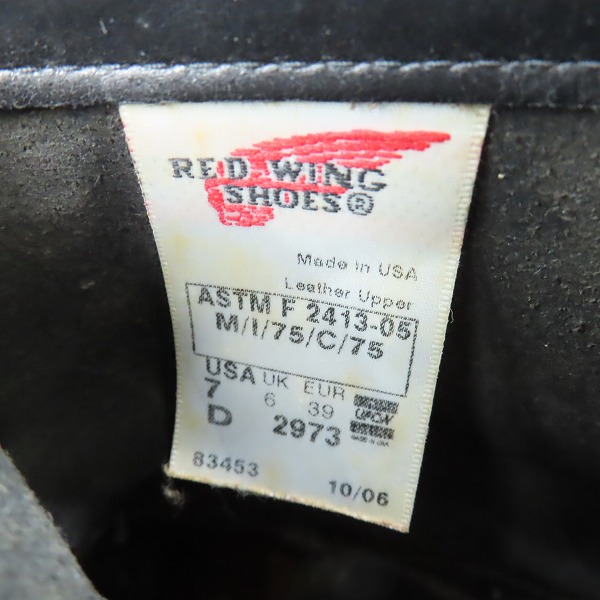 RED WING
SHOES®
Made in USA
Leather Upper
ASTM F 2413-05
M/I/75/C/75
USA UK EUR
7 6 39
D 2973
83453 10/06